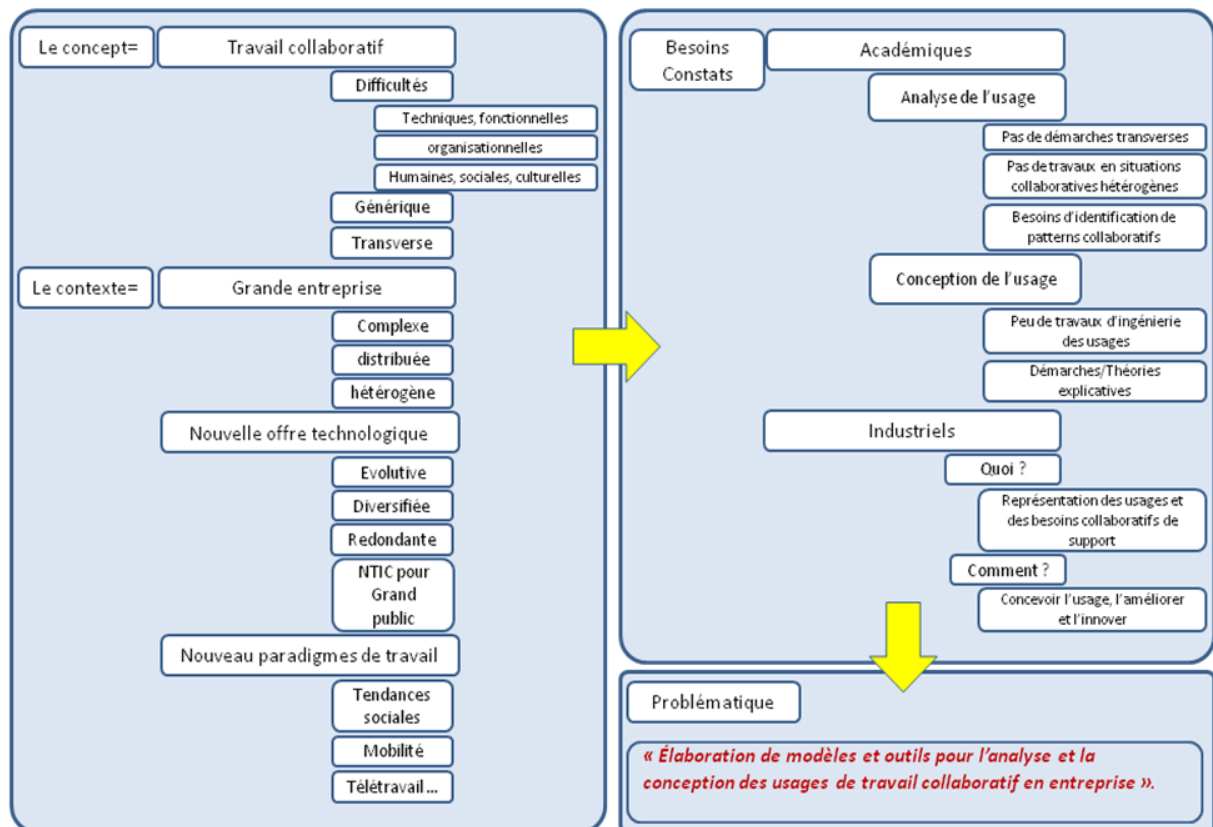 Le concept=
Travail collaboratif
Difficultés
Techniques, fonctionnelles
organisationnelles
Humaines, sociales, culturelles
Générique
Transverse
Le contexte=
Grande entreprise
Complexe
distribuée
hétérogène
Nouvelle offre technologique
Evolutive
Diversifiée
Redondante
NTIC pour
Grand
public
Nouveau paradigmes de travail
Tendances
sociales
Mobilité
Télétravail ...
Besoins
Constats
Académiques
Analyse de l'usage
Pas de démarches transverses
Pas de travaux en situations
collaboratives hétérogènes
Besoins d'identification de
patterns collaboratifs
Conception de l'usage
Peu de travaux d'ingénierie
des usages
Démarches/Théories
explicatives
Industriels
Quoi ?
Représentation des usages et
des besoins collaboratifs de
support
Comment ?
Concevoir l'usage, l'améliorer
et l'innover
Problématique
« Élaboration de modèles et outils pour l'analyse et la
conception des usages de travail collaboratif en entreprise ».